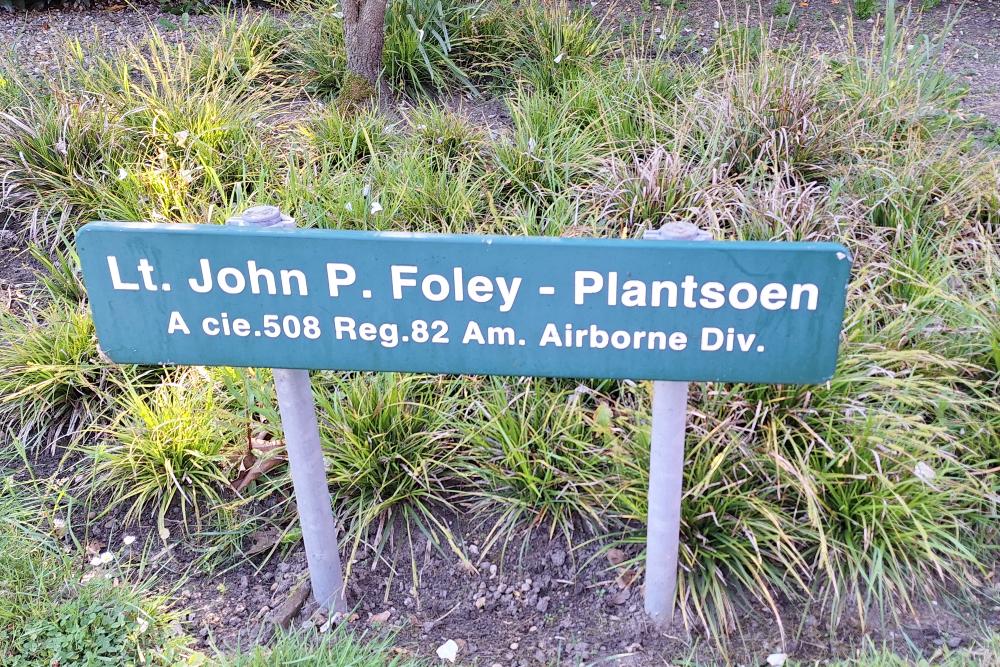 Lt. John P. Foley - Plantsoen
A cie.508 Reg.82 Am. Airborne Div.